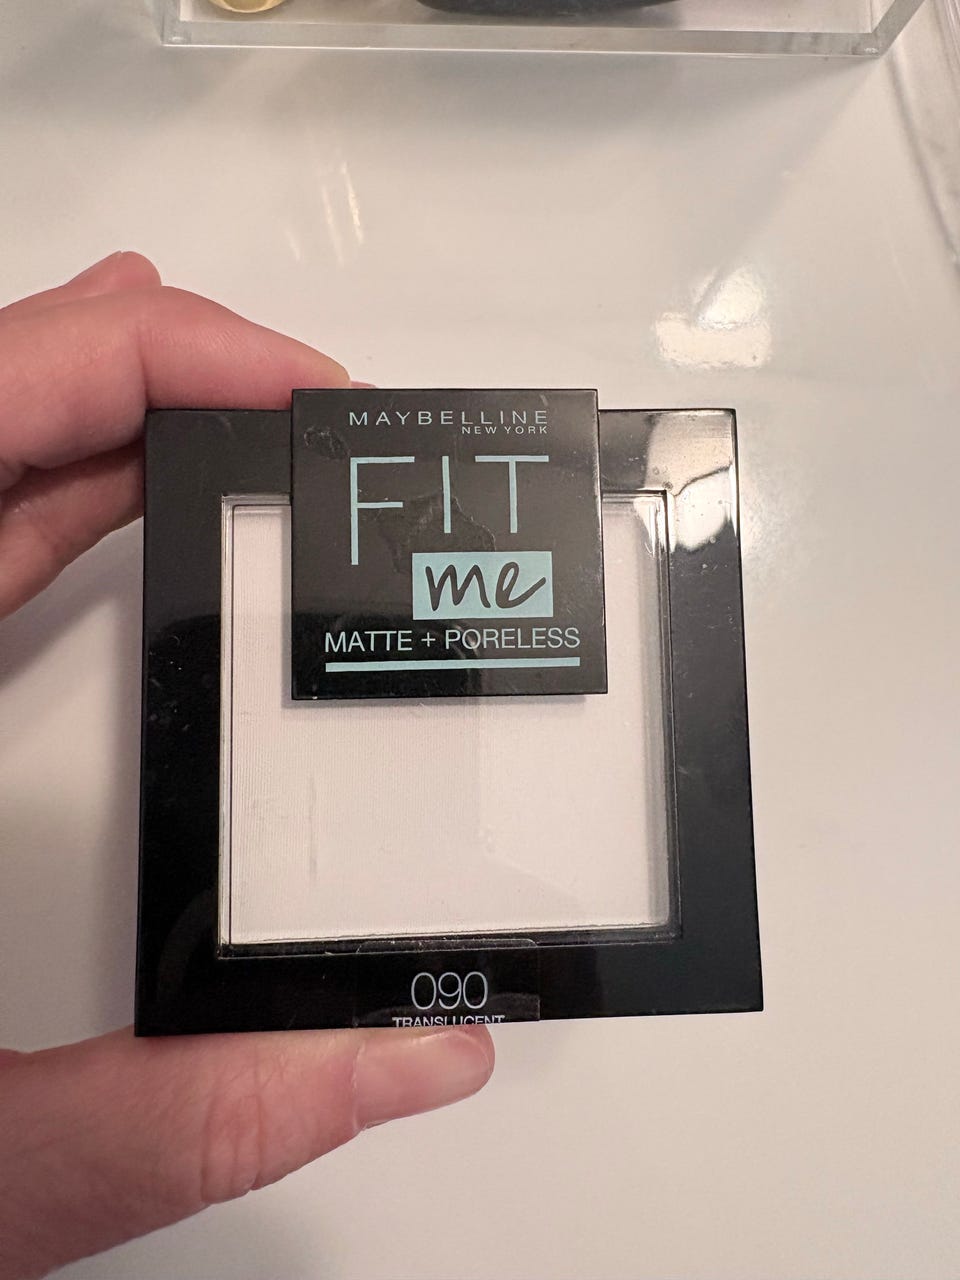 MAYBELLINE
NEW YORK
FIT
me
MATTE + PORELESS
090
TRANSLUCENT